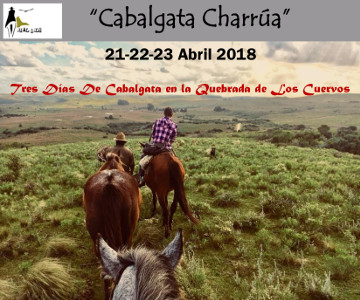 “Cabalgata Charrúa”
21-22-23 Abril 2018
Tres Días De Cabalgata en la Quebrada de Los Cuervos